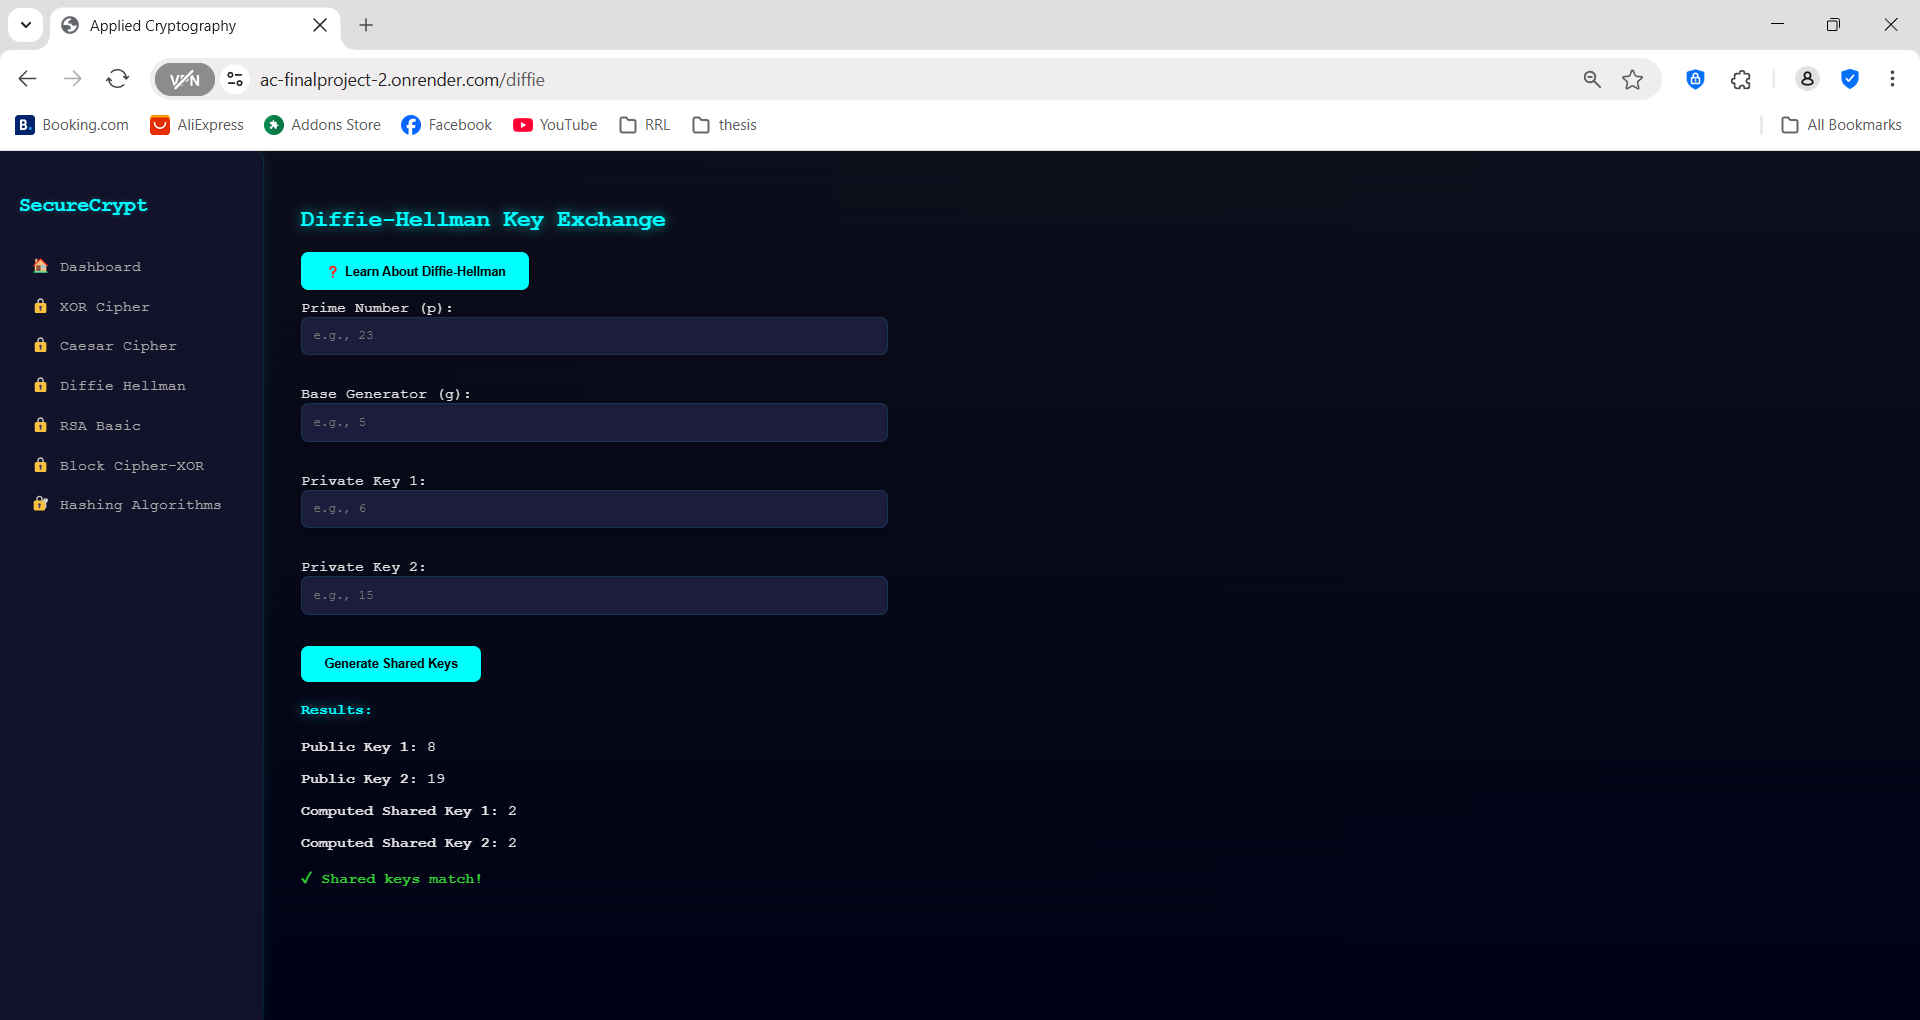 Applied Cryptography
VPN
ac-finalproject-2.onrender.com/diffie
B. Booking.com
AliExpress
Addons Store
Facebook
YouTube
RRL
thesis
All Bookmarks
SecureCrypt
Dashboard
XOR Cipher
Caesar Cipher
Diffie Hellman
RSA Basic
Block Cipher-XOR
Hashing Algorithms
Diffie-Hellman Key Exchange
❓ Learn About Diffie-Hellman
Prime Number (p):
e.g., 23
Base Generator (g):
e.g., 5
Private Key 1:
e.g., 6
Private Key 2:
e.g., 15
Generate Shared Keys
Results:
Public Key 1: 8
Public Key 2: 19
Computed Shared Key 1: 2
Computed Shared Key 2: 2
✓ Shared keys match!